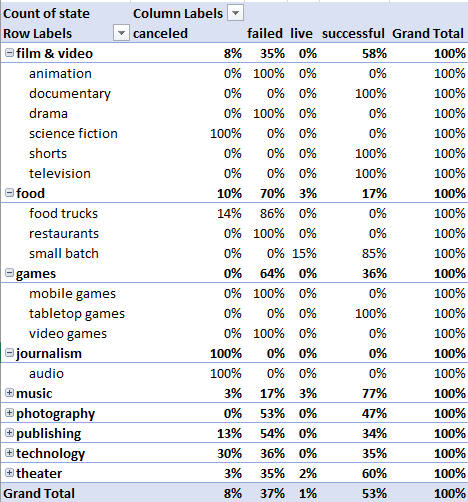 Count of state Column Labels
Row Labels canceled failed live successful Grand Total
film & video 8% 35% 0% 58% 100%
animation 0% 100% 0% 0% 100%
documentary 0% 0% 0% 100% 100%
drama 0% 100% 0% 0% 100%
science fiction 100% 0% 0% 0% 100%
shorts 0% 0% 0% 100% 100%
television 0% 0% 0% 100% 100%
food 10% 70% 3% 17% 100%
food trucks 14% 86% 0% 0% 100%
restaurants 0% 100% 0% 0% 100%
small batch 0% 0% 15% 85% 100%
games 0% 64% 0% 36% 100%
mobile games 0% 100% 0% 0% 100%
tabletop games 0% 0% 0% 100% 100%
video games 0% 100% 0% 0% 100%
journalism 100% 0% 0% 0% 100%
audio 100% 0% 0% 0% 100%
music 3% 17% 3% 77% 100%
photography 0% 53% 0% 47% 100%
publishing 13% 54% 0% 34% 100%
technology 30% 36% 0% 35% 100%
theater 3% 35% 2% 60% 100%
Grand Total 8% 37% 1% 53% 100%